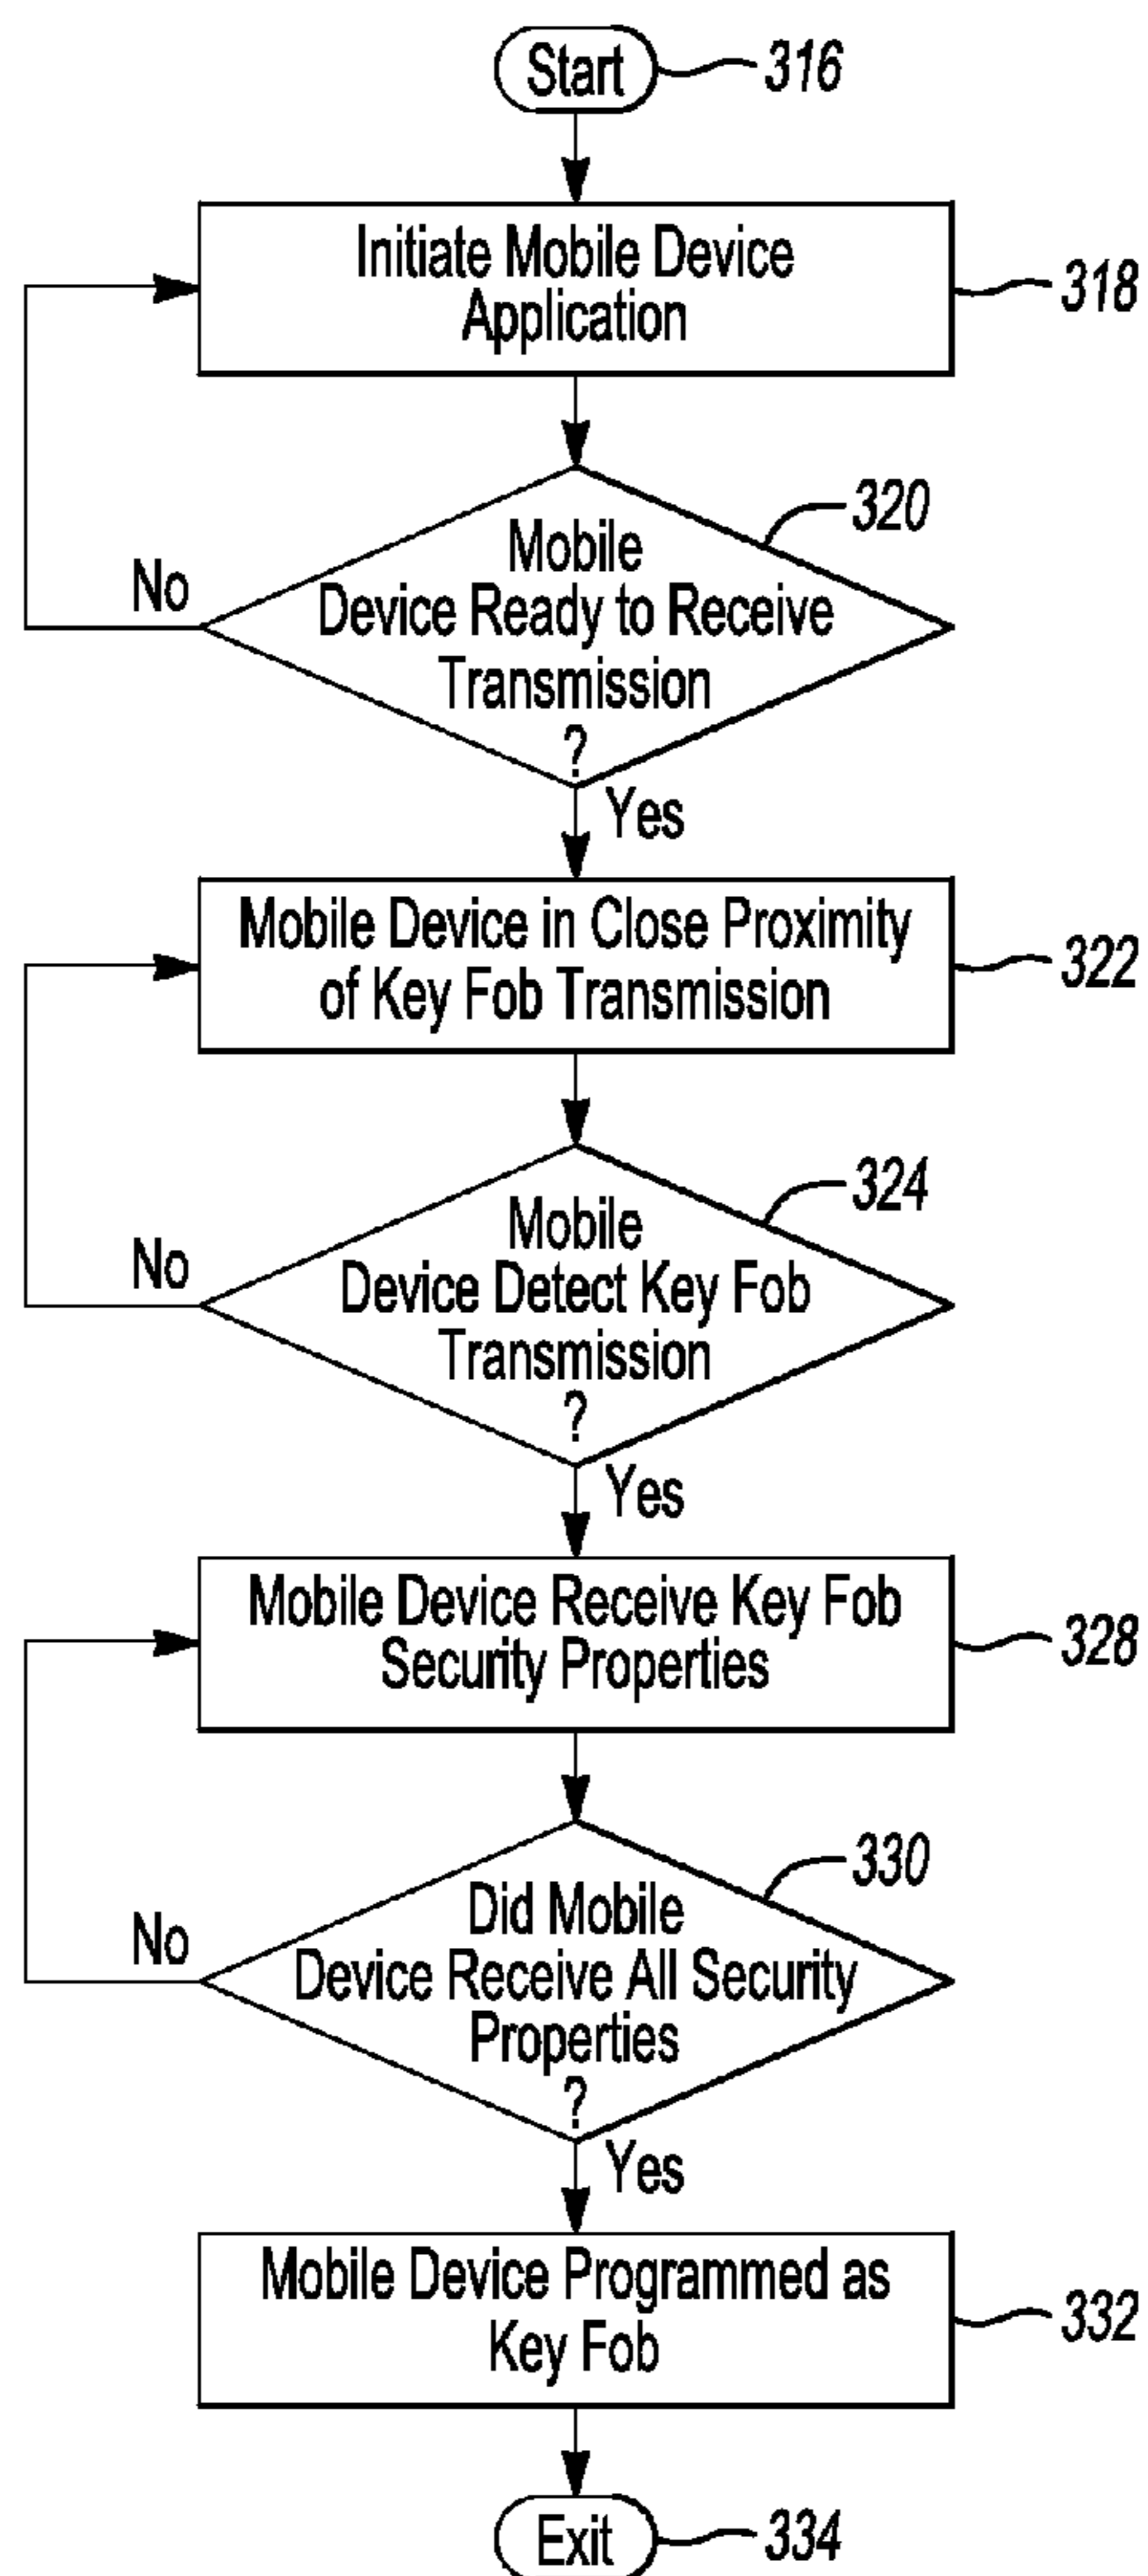 Start
316
Initiate Mobile Device
Application
318
320
Mobile
Device Ready to Receive
Transmission
?
No
Yes
Mobile Device in Close Proximity
of Key Fob Transmission
322
324
Mobile
Device Detect Key Fob
Transmission
?
No
Yes
Mobile Device Receive Key Fob
Security Properties
328
330
Did Mobile
Device Receive All Security
Properties
?
No
Yes
Mobile Device Programmed as
Key Fob
332
Exit
334